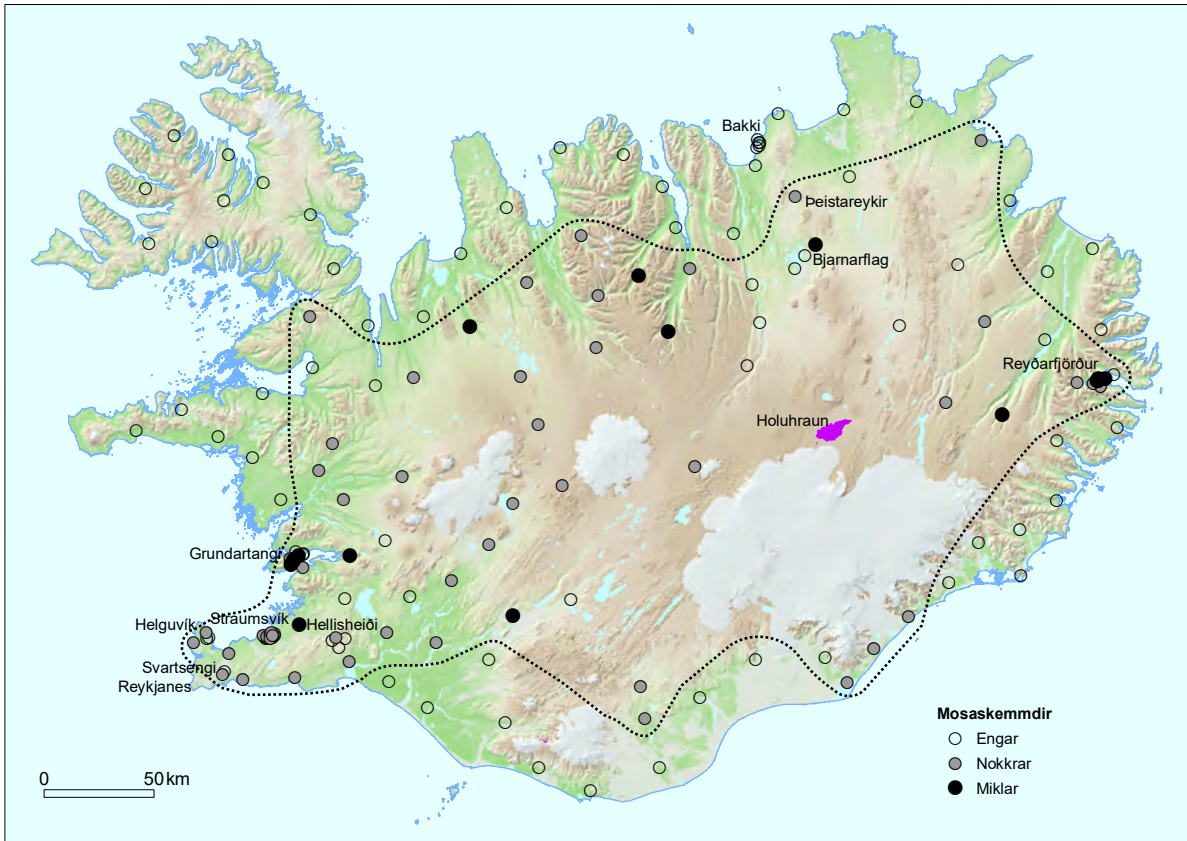 Bakki
Þeistareykir
Bjarnarflag
Reyðarfjörður
Holuhraun
Grundartangi
Helguvík
Straumsvík
Hellisheiði
Svartsengi
Reykjanes
Mosaskemmdir
Engar
Nokkrar
Miklar
0 50 km